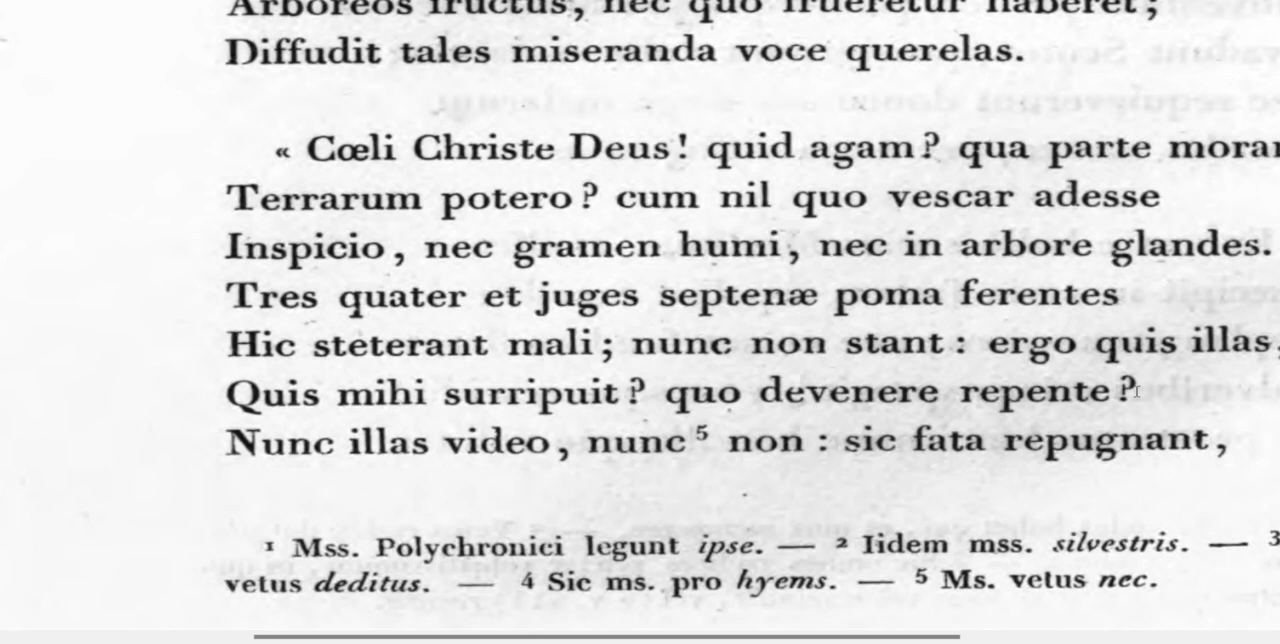 Arboreos fructus, nec quo frueretur haberet,
Diffudit tales miseranda voce querelas.
« Cœli Christe Deus! quid agam? qua parte morar
Terrarum potero? cum nil quo vescar adesse
Inspicio, nec gramen humi, nec in arbore glandes.
Tres quater et juges septenæ poma ferentes
Hic steterant mali; nunc non stant : ergo quis illas,
Quis mihi surripuit? quo devenere repente?
Nunc illas video, nunc ⁵ non : sic fata repugnant,
¹ Mss. Polychronici legunt ipse. — ² Iidem mss. silvestris. — ³
vetus deditus. — ⁴ Sic ms. pro hyems. — ⁵ Ms. vetus nec.